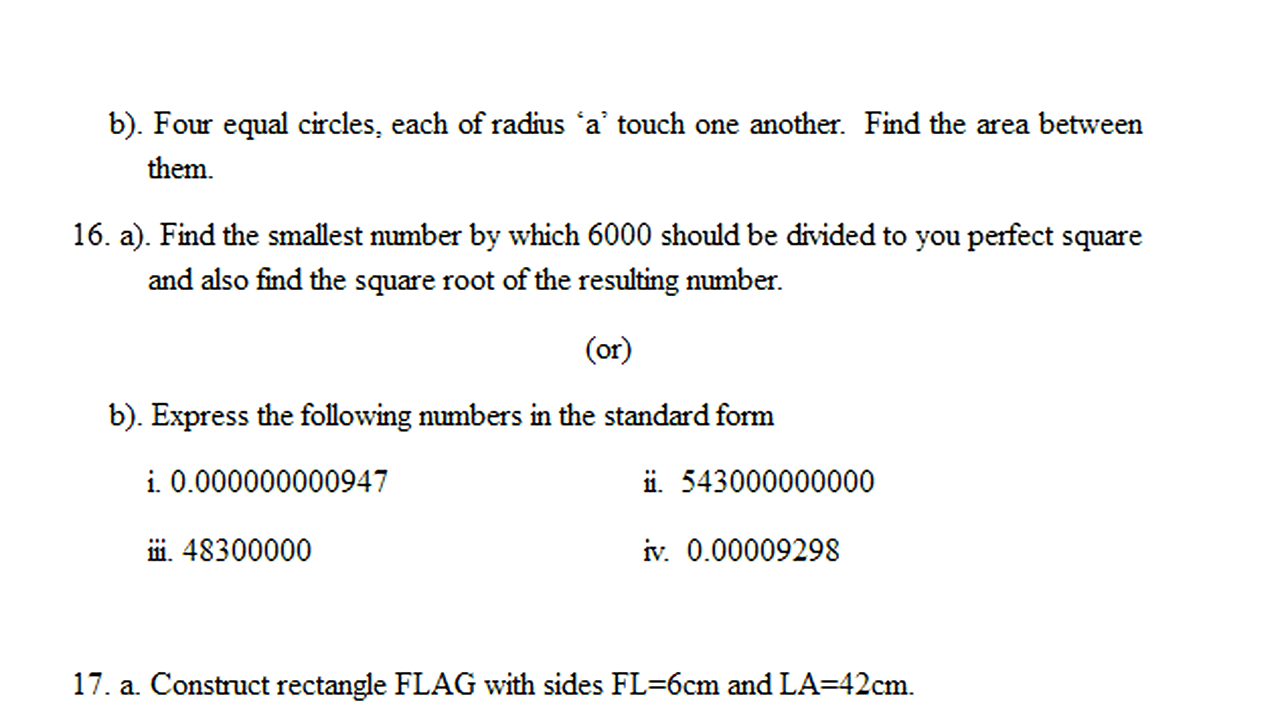 b). Four equal circles, each of radius ‘a’ touch one another. Find the area between
them.
16. a). Find the smallest number by which 6000 should be divided to you perfect square
and also find the square root of the resulting number.
(or)
b). Express the following numbers in the standard form
i. 0.000000000947 ii. 543000000000
iii. 48300000 iv. 0.00009298
17. a. Construct rectangle FLAG with sides FL=6cm and LA=42cm.